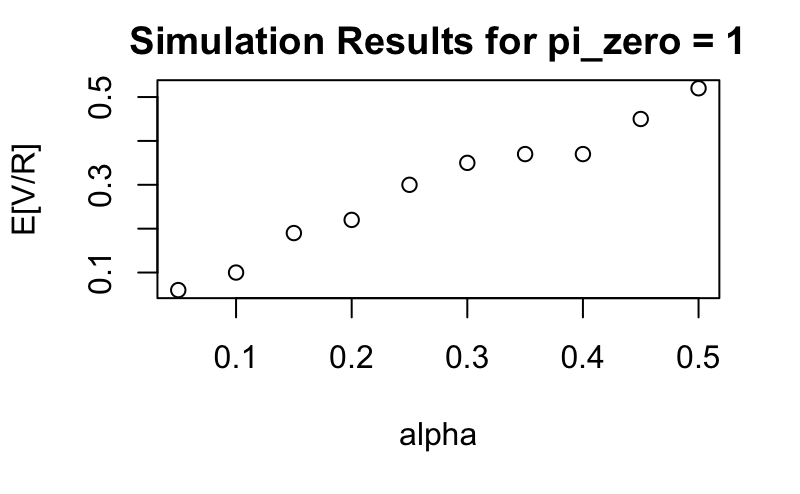 Simulation Results for pi_zero = 1
E[V/R]
0.5
0.3
0.1
0.1 0.2 0.3 0.4 0.5
alpha